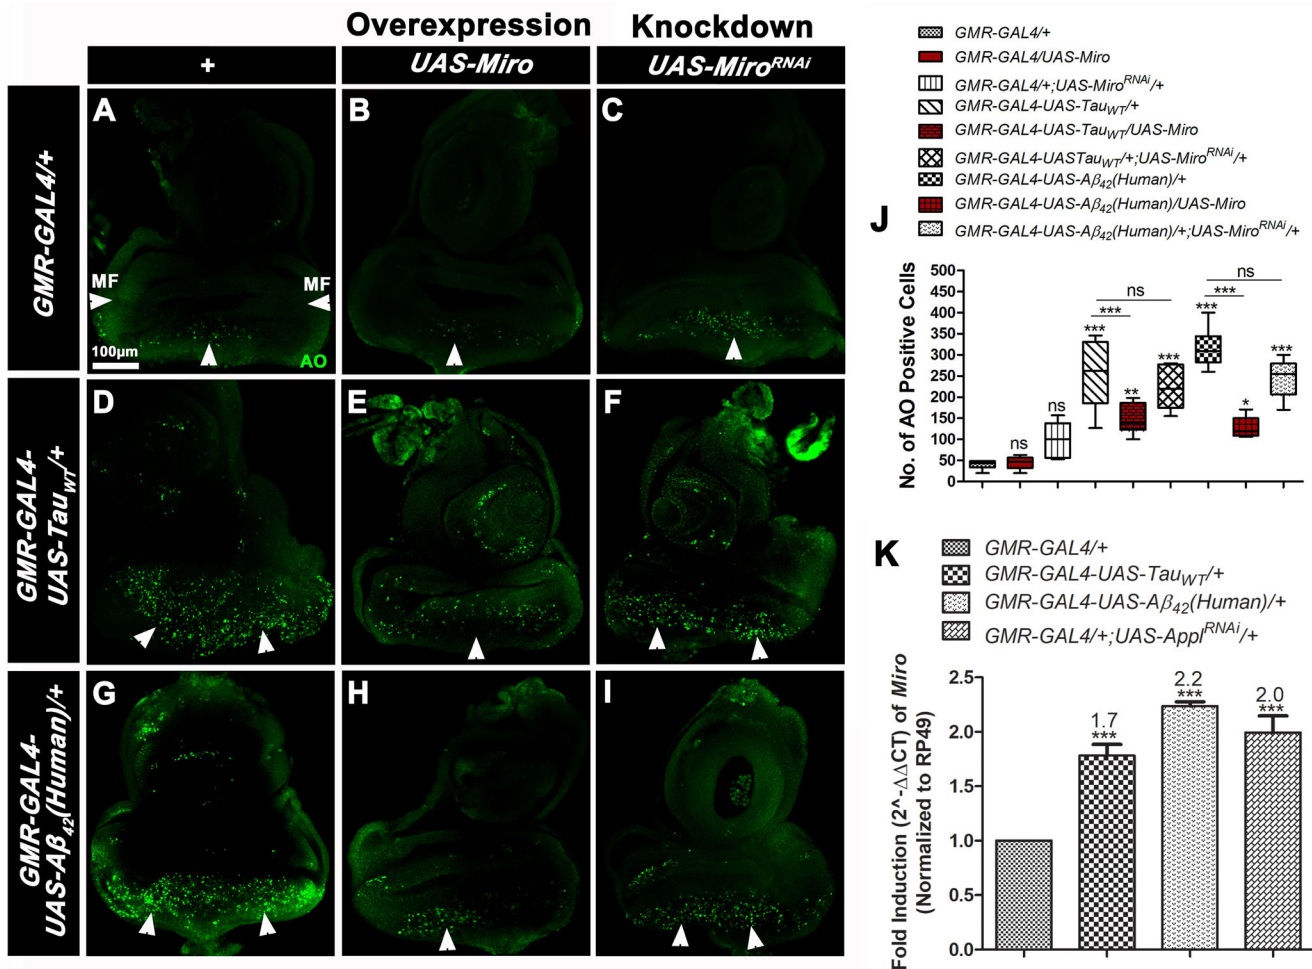 Overexpression
Knockdown
+
UAS-Miro
UAS-Miro^RNAi
GMR-GAL4/+
A
B
C
MF
MF
100µm
AO
GMR-GAL4-
UAS-Tau_WT/+
D
E
F
GMR-GAL4-
UAS-Aβ_42(Human)/+
G
H
I
GMR-GAL4/+
GMR-GAL4/UAS-Miro
GMR-GAL4/+;UAS-Miro^RNAi/+
GMR-GAL4-UAS-Tau_WT/+
GMR-GAL4-UAS-Tau_WT/UAS-Miro
GMR-GAL4-UASTau_WT/+;UAS-Miro^RNAi/+
GMR-GAL4-UAS-Aβ_42(Human)/+
GMR-GAL4-UAS-Aβ_42(Human)/UAS-Miro
GMR-GAL4-UAS-Aβ_42(Human)/+;UAS-Miro^RNAi/+
J
No. of AO Positive Cells
500
450
400
350
300
250
200
150
100
50
0
ns
ns
***
***
ns
**
***
***
***
ns
*
***
K
GMR-GAL4/+
GMR-GAL4-UAS-Tau_WT/+
GMR-GAL4-UAS-Aβ_42(Human)/+
GMR-GAL4/+;UAS-Appl^RNAi/+
Fold Induction (2^-ΔΔCT) of Miro
(Normalized to RP49)
2.5
2.0
1.5
1.0
0.5
0.0
1.7
***
2.2
***
2.0
***